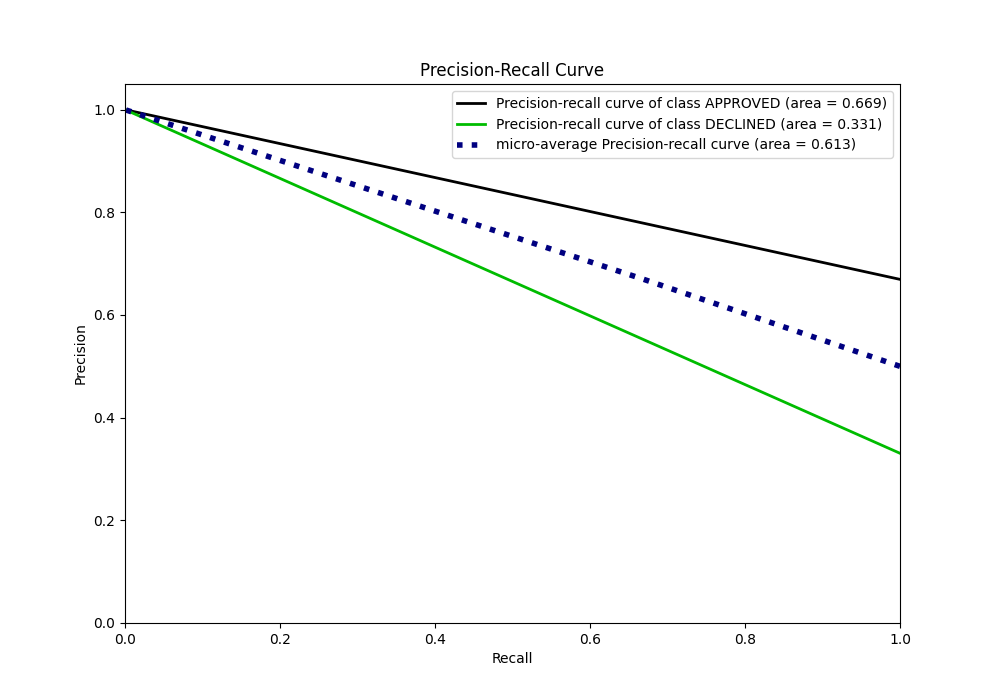 Precision-Recall Curve
Precision-recall curve of class APPROVED (area = 0.669)
Precision-recall curve of class DECLINED (area = 0.331)
micro-average Precision-recall curve (area = 0.613)
1.0
0.8
0.6
0.4
0.2
0.0
Precision
0.0 0.2 0.4 0.6 0.8 1.0
Recall